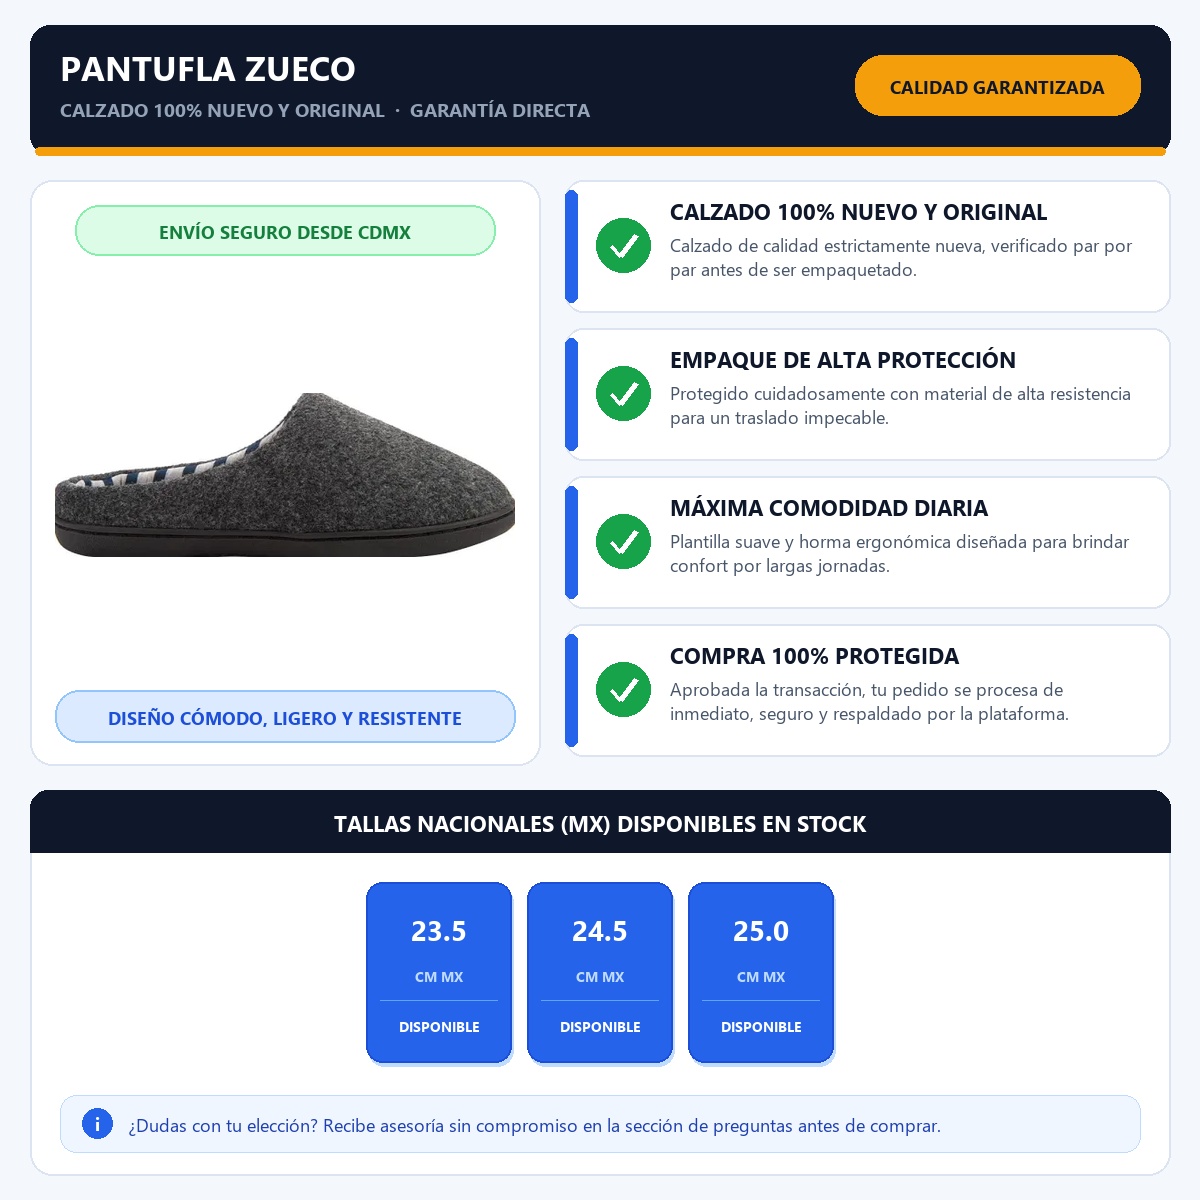 PANTUFLA ZUECO
CALZADO 100% NUEVO Y ORIGINAL · GARANTÍA DIRECTA
CALIDAD GARANTIZADA
ENVÍO SEGURO DESDE CDMX
DISEÑO CÓMODO, LIGERO Y RESISTENTE
CALZADO 100% NUEVO Y ORIGINAL
Calzado de calidad estrictamente nueva, verificado par por
par antes de ser empaquetado.
EMPAQUE DE ALTA PROTECCIÓN
Protegido cuidadosamente con material de alta resistencia
para un traslado impecable.
MÁXIMA COMODIDAD DIARIA
Plantilla suave y horma ergonómica diseñada para brindar
confort por largas jornadas.
COMPRA 100% PROTEGIDA
Aprobada la transacción, tu pedido se procesa de
inmediato, seguro y respaldado por la plataforma.
TALLAS NACIONALES (MX) DISPONIBLES EN STOCK
23.5
CM MX
DISPONIBLE
24.5
CM MX
DISPONIBLE
25.0
CM MX
DISPONIBLE
¿Dudas con tu elección? Recibe asesoría sin compromiso en la sección de preguntas antes de comprar.